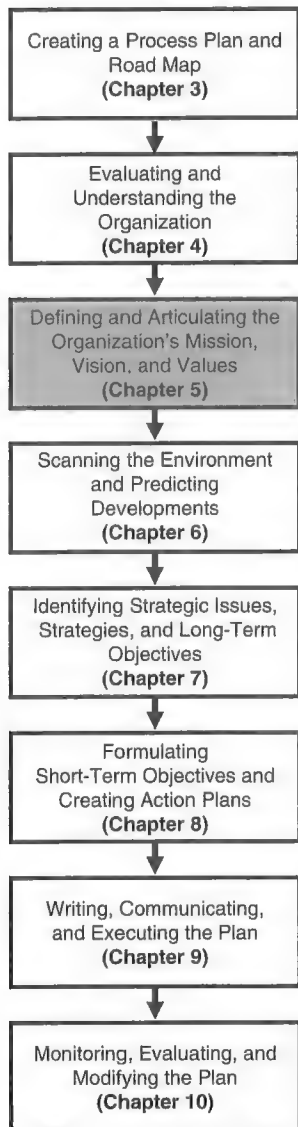 Creating a Process Plan and
Road Map
(Chapter 3)
Evaluating and
Understanding the
Organization
(Chapter 4)
Defining and Articulating the
Organization's Mission,
Vision, and Values
(Chapter 5)
Scanning the Environment
and Predicting
Developments
(Chapter 6)
Identifying Strategic Issues,
Strategies, and Long-Term
Objectives
(Chapter 7)
Formulating
Short-Term Objectives and
Creating Action Plans
(Chapter 8)
Writing, Communicating,
and Executing the Plan
(Chapter 9)
Monitoring, Evaluating, and
Modifying the Plan
(Chapter 10)